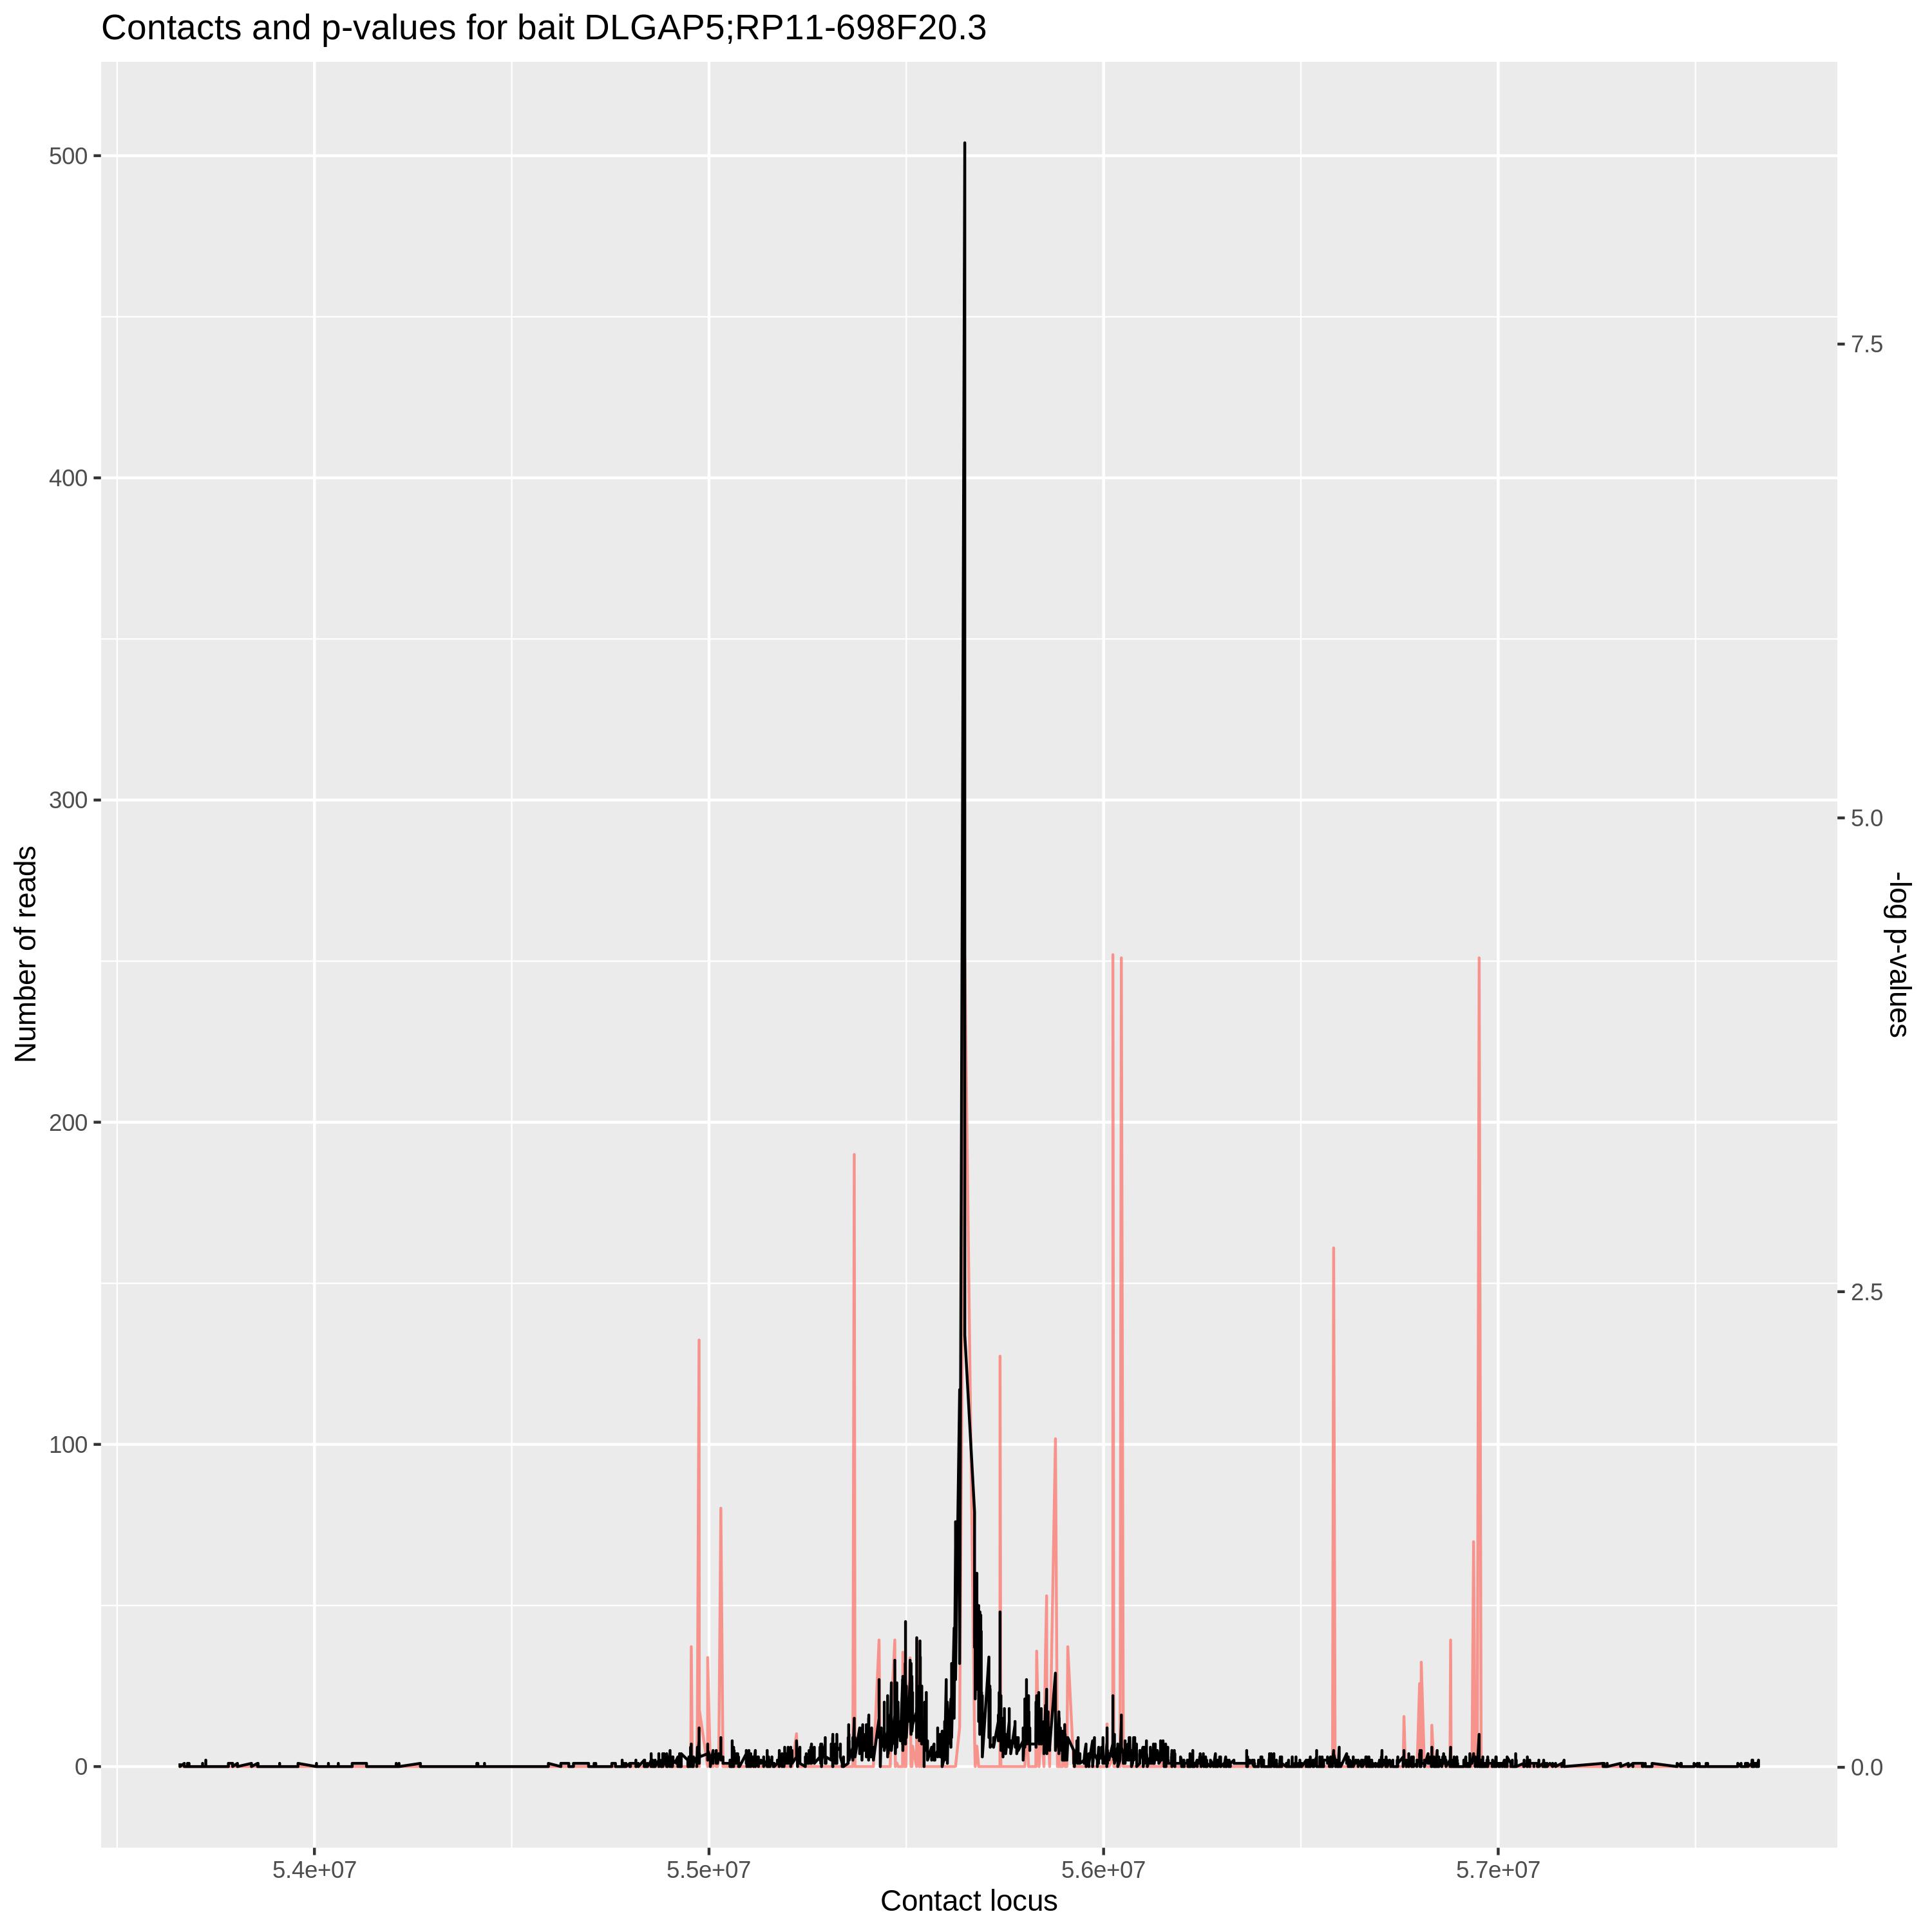 Contacts and p-values for bait DLGAP5;RP11-698F20.3
500
400
300
200
100
0
Number of reads
7.5
5.0
2.5
0.0
-log p-values
5.4e+07
5.5e+07
5.6e+07
5.7e+07
Contact locus